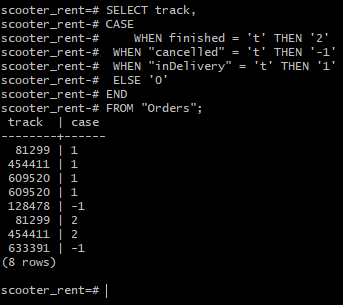 scooter_rent=# SELECT track,
scooter_rent-# CASE
scooter_rent-#     WHEN finished = 't' THEN '2'
scooter_rent-#  WHEN "cancelled" = 't' THEN '-1'
scooter_rent-#  WHEN "inDelivery" = 't' THEN '1'
scooter_rent-#  ELSE '0'
scooter_rent-# END
scooter_rent-# FROM "Orders";
 track  | case
--------+------
  81299 | 1
 454411 | 1
 609520 | 1
 609520 | 1
 128478 | -1
  81299 | 2
 454411 | 2
 633391 | -1
(8 rows)
scooter_rent=#